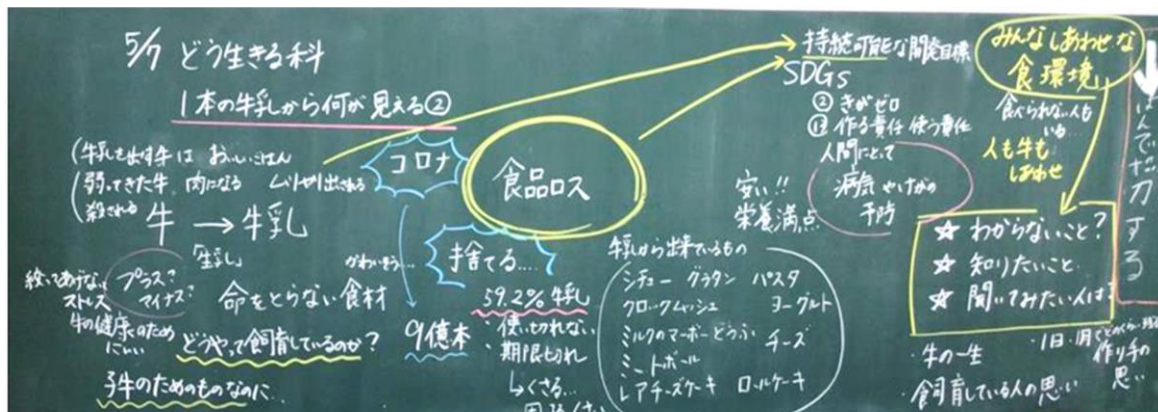 5/7 どう生きる科
1本の牛乳から何が見える②
(牛乳を出す牛は おいしいごはん
弱ってきた牛 肉になる
殺される
牛 → 牛乳
「生乳」
プラス?
マイナス?
ストレス
牛の健康のため
にいい
命をとらない食材
どうやって飼育しているのか?
子牛のためのものなのに…
コロナ
かわいそう…
9億本
食品ロス
捨てる…
59.2% 牛乳
・使い切れない
・期限切れ
↳くさる…
牛乳から出来ているもの
シチュー グラタン パスタ
クロックムッシュ ヨーグルト
ミルクのマーボーどうふ チーズ
ミートボール
レアチーズケーキ ロールケーキ
持続可能な開発目標
SDGs
② きがゼロ
⑫ 作る責任 使う責任
人間にとって
病気やけがの
予防
安い!!
栄養満点
みんなしあわせな
食環境
食べられない人も
いる…
人も牛も
しあわせ
☆ わからないこと?
☆ 知りたいこと…
☆ 聞いてみたい人は?
・牛の一生
・飼育している人の思い
作り手の
思い